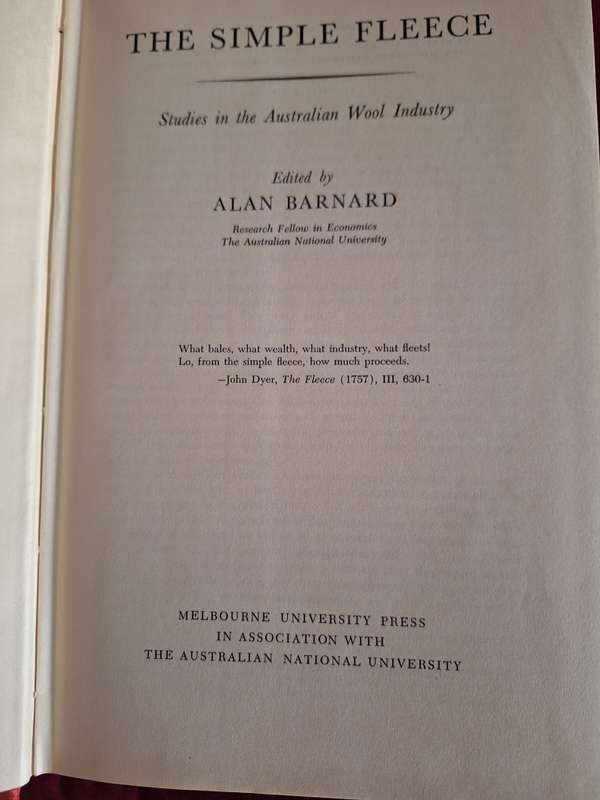 THE SIMPLE FLEECE
Studies in the Australian Wool Industry
Edited by
ALAN BARNARD
Research Fellow in Economics
The Australian National University
What bales, what wealth, what industry, what fleets!
Lo, from the simple fleece, how much proceeds.
—John Dyer, The Fleece (1757), III, 630-1
MELBOURNE UNIVERSITY PRESS
IN ASSOCIATION WITH
THE AUSTRALIAN NATIONAL UNIVERSITY